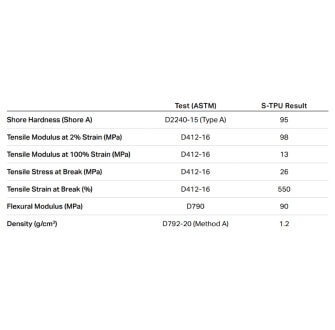 Test (ASTM) S-TPU Result
Shore Hardness (Shore A) D2240-15 (Type A) 95
Tensile Modulus at 2% Strain (MPa) D412-16 98
Tensile Modulus at 100% Strain (MPa) D412-16 13
Tensile Stress at Break (MPa) D412-16 26
Tensile Strain at Break (%) D412-16 550
Flexural Modulus (MPa) D790 90
Density (g/cm³) D792-20 (Method A) 1.2